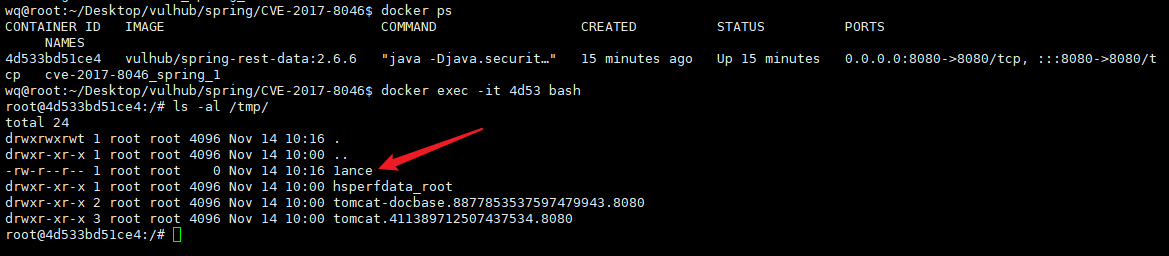 wq@root:~/Desktop/vulhub/spring/CVE-2017-8046$ docker ps
CONTAINER ID   IMAGE                           COMMAND                  CREATED          STATUS          PORTS
     NAMES
4d533bd51ce4   vulhub/spring-rest-data:2.6.6   "java -Djava.securit…"   15 minutes ago   Up 15 minutes   0.0.0.0:8080->8080/tcp, :::8080->8080/t
cp   cve-2017-8046_spring_1
wq@root:~/Desktop/vulhub/spring/CVE-2017-8046$ docker exec -it 4d53 bash
root@4d533bd51ce4:/# ls -al /tmp/
total 24
drwxrwxrwt 1 root root 4096 Nov 14 10:16 .
drwxr-xr-x 1 root root 4096 Nov 14 10:00 ..
-rw-r--r-- 1 root root    0 Nov 14 10:16 1ance
drwxr-xr-x 1 root root 4096 Nov 14 10:00 hsperfdata_root
drwxr-xr-x 2 root root 4096 Nov 14 10:00 tomcat-docbase.8877853537597479943.8080
drwxr-xr-x 3 root root 4096 Nov 14 10:00 tomcat.411389712507437534.8080
root@4d533bd51ce4:/#